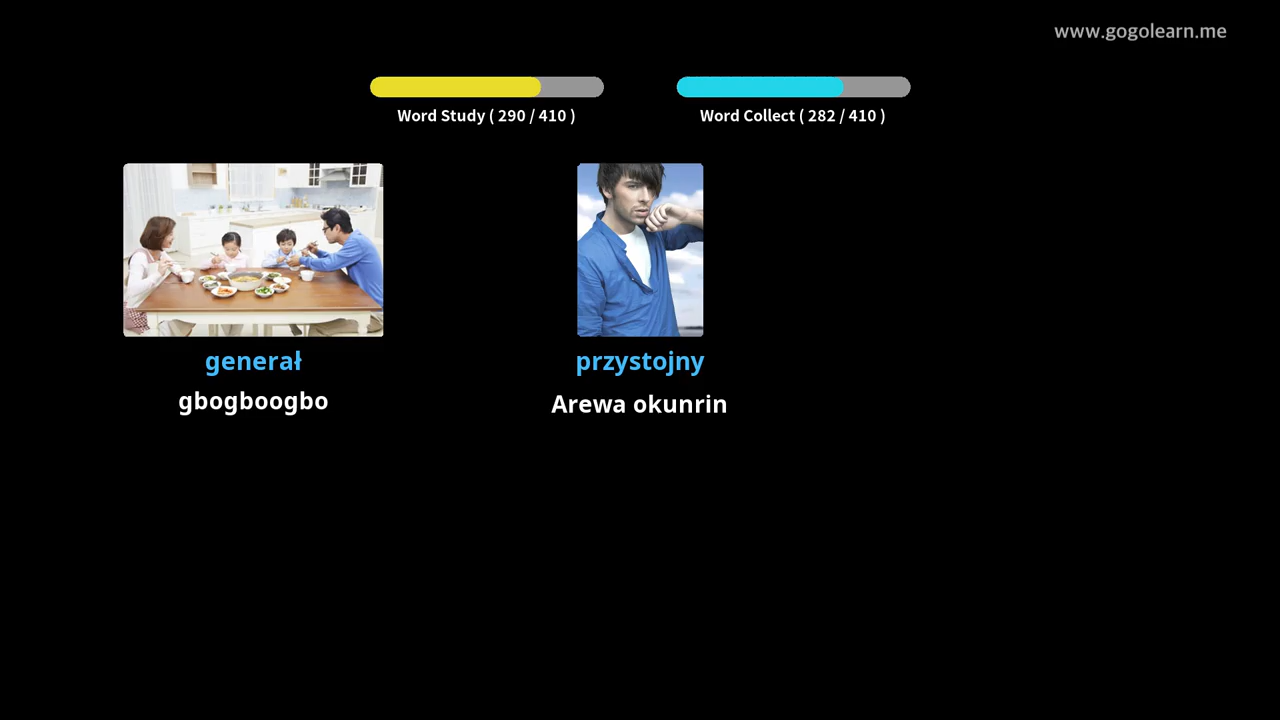 www.gogolearn.me
Word Study ( 290 / 410 )
Word Collect ( 282 / 410 )
generał
przystojny
gbogboogbo
Arewa okunrin